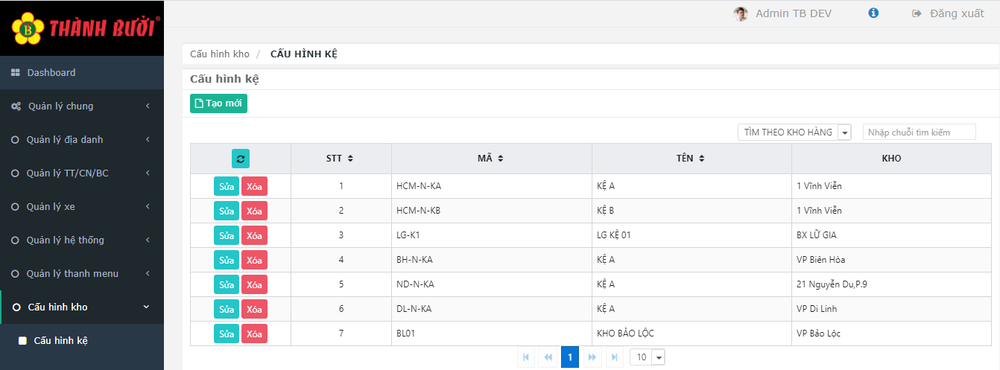 B THÀNH BƯỞI®
Admin TB DEV Đăng xuất
Dashboard
Quản lý chung
Quản lý địa danh
Quản lý TT/CN/BC
Quản lý xe
Quản lý hệ thống
Quản lý thanh menu
Cấu hình kho
Cấu hình kệ
Cấu hình kho / CẤU HÌNH KỆ
Cấu hình kệ
Tạo mới
TÌM THEO KHO HÀNG Nhập chuỗi tìm kiếm
STT MÃ TÊN KHO
Sửa Xóa 1 HCM-N-KA KỆ A 1 Vĩnh Viễn
Sửa Xóa 2 HCM-N-KB KỆ B 1 Vĩnh Viễn
Sửa Xóa 3 LG-K1 LG KỆ 01 BX LỮ GIA
Sửa Xóa 4 BH-N-KA KỆ A VP Biên Hòa
Sửa Xóa 5 ND-N-KA KỆ A 21 Nguyễn Du,P.9
Sửa Xóa 6 DL-N-KA KỆ A VP Di Linh
Sửa Xóa 7 BL01 KHO BẢO LỘC VP Bảo Lộc
1 10